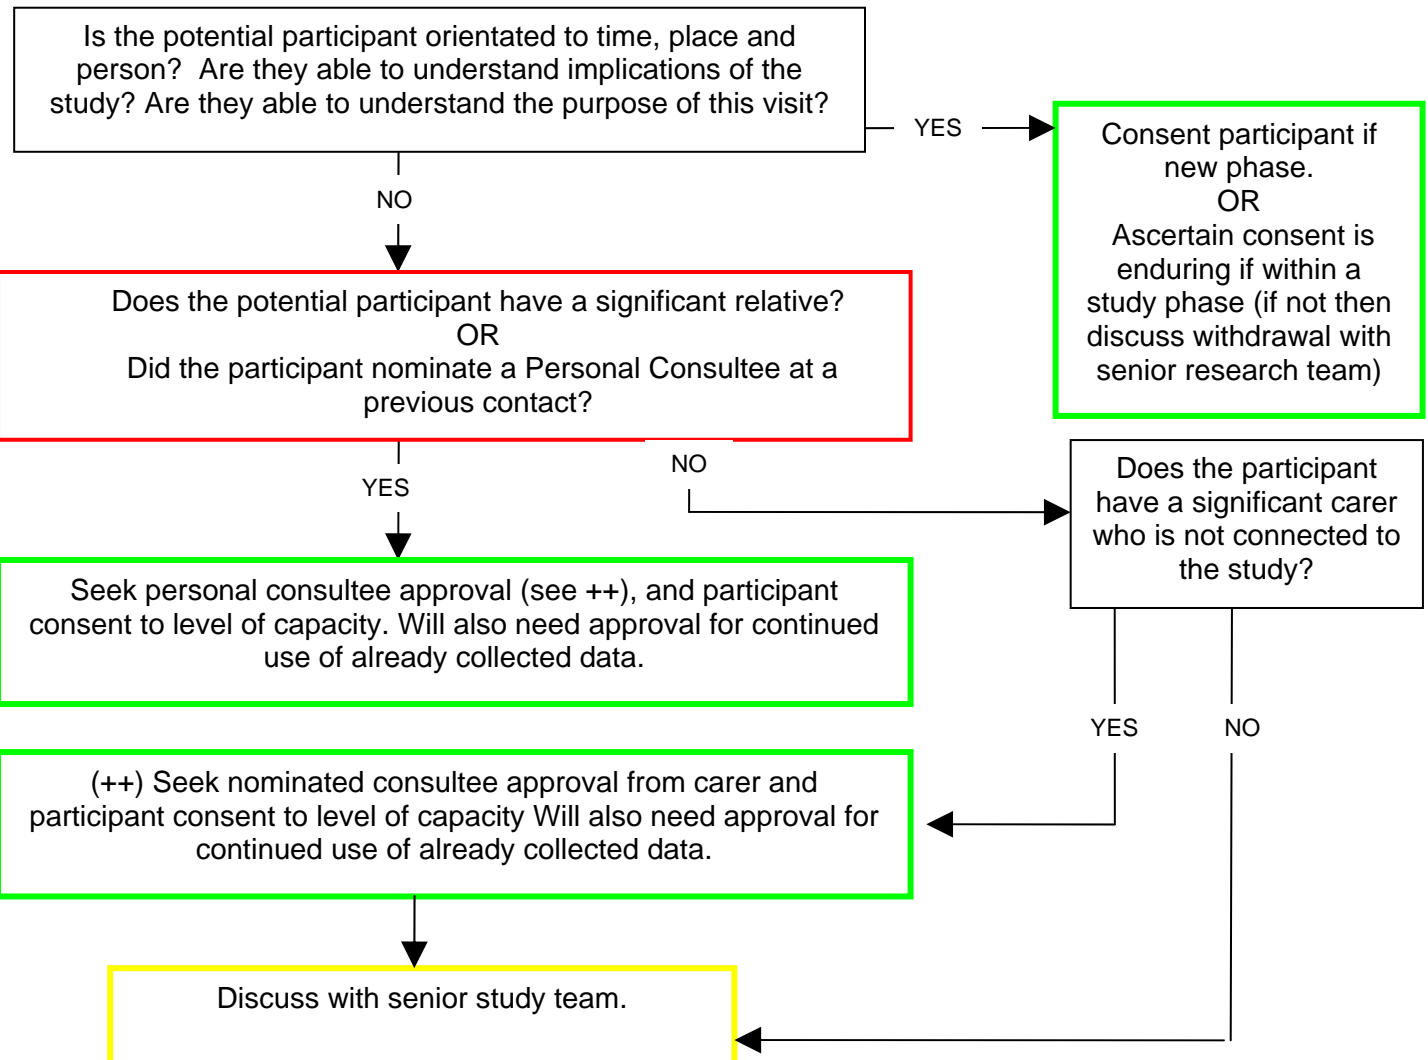 Is the potential participant orientated to time, place and
person?  Are they able to understand implications of the
study? Are they able to understand the purpose of this visit?
YES
Consent participant if
new phase.
OR
Ascertain consent is
enduring if within a
study phase (if not then
discuss withdrawal with
senior research team)
NO
Does the potential participant have a significant relative?
OR
Did the participant nominate a Personal Consultee at a
previous contact?
YES
NO
Does the participant
have a significant carer
who is not connected to
the study?
Seek personal consultee approval (see ++), and participant
consent to level of capacity. Will also need approval for continued
use of already collected data.
YES
NO
(++) Seek nominated consultee approval from carer and
participant consent to level of capacity Will also need approval for
continued use of already collected data.
Discuss with senior study team.